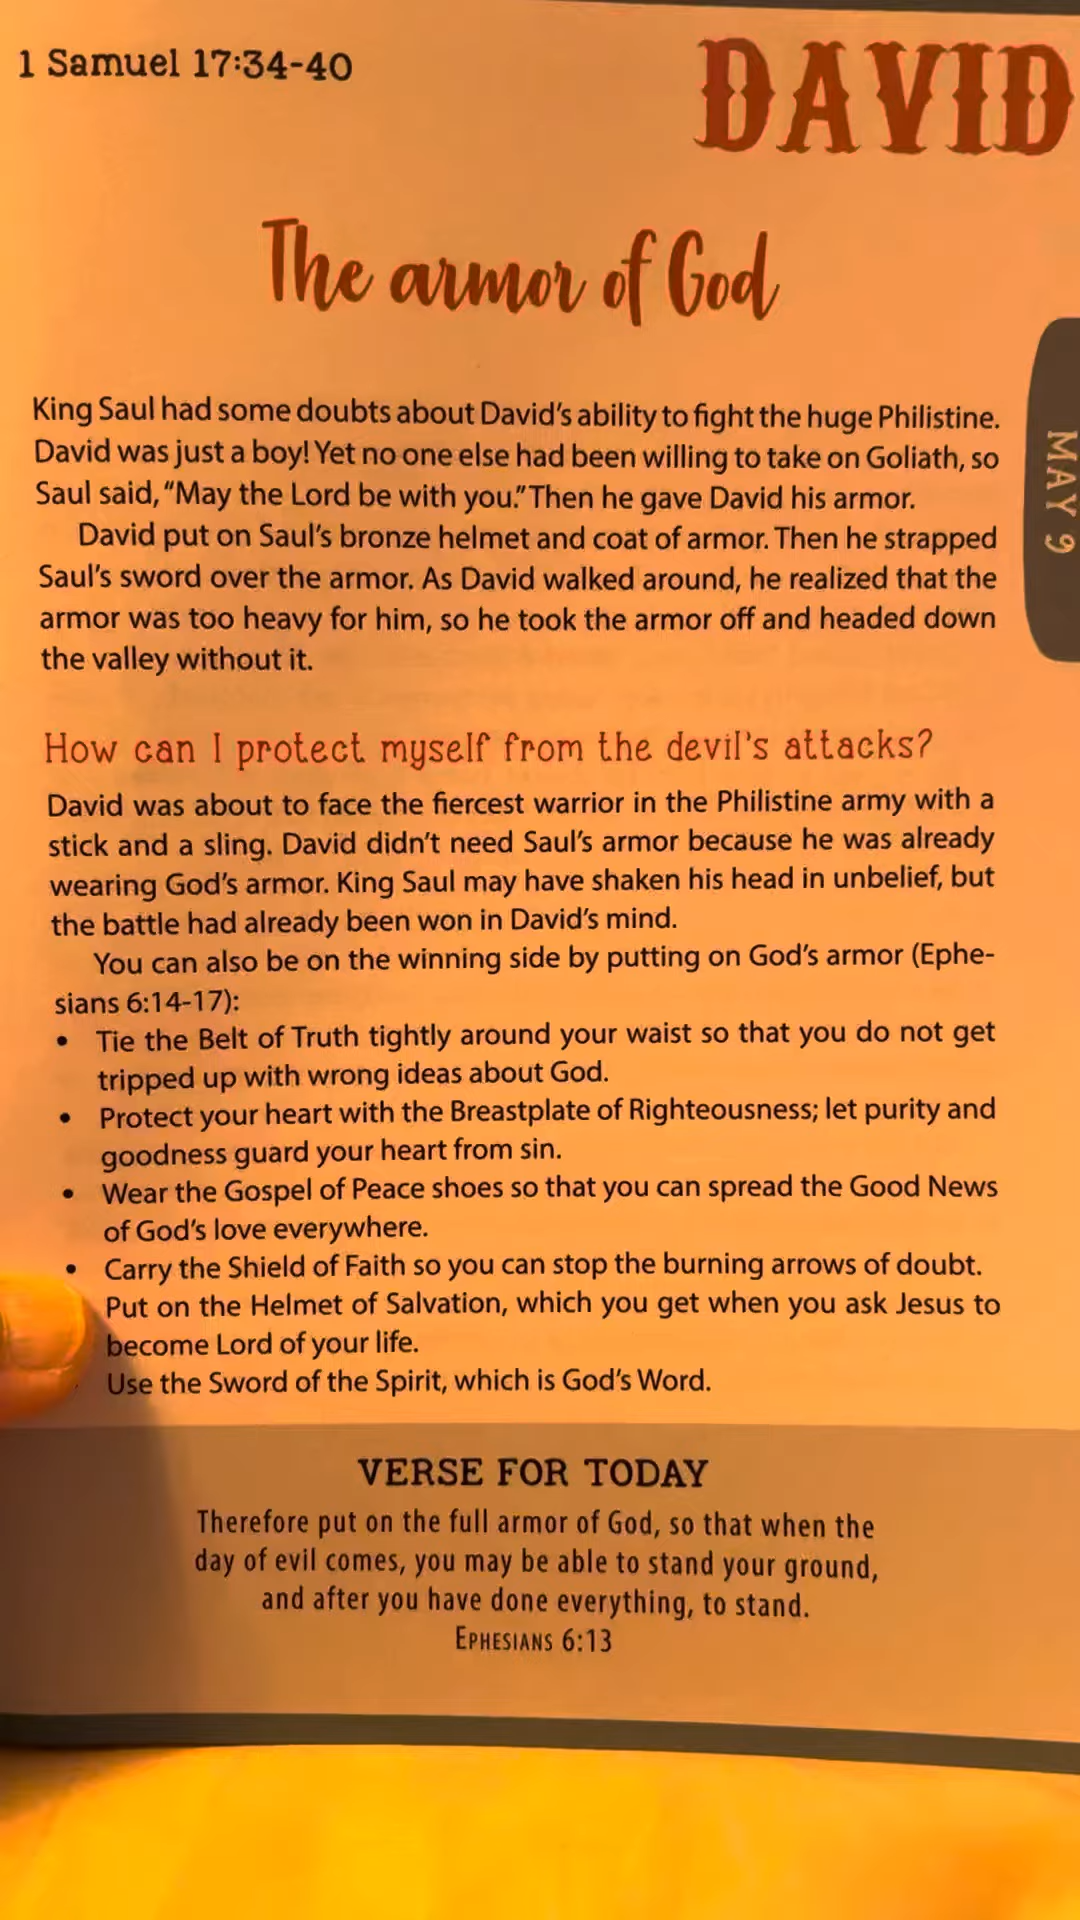 1 Samuel 17:34-40
DAVID
The armor of God
MAY 9
King Saul had some doubts about David's ability to fight the huge Philistine.
David was just a boy! Yet no one else had been willing to take on Goliath, so
Saul said, “May the Lord be with you.” Then he gave David his armor.
David put on Saul's bronze helmet and coat of armor. Then he strapped
Saul's sword over the armor. As David walked around, he realized that the
armor was too heavy for him, so he took the armor off and headed down
the valley without it.
How can I protect myself from the devil's attacks?
David was about to face the fiercest warrior in the Philistine army with a
stick and a sling. David didn't need Saul's armor because he was already
wearing God's armor. King Saul may have shaken his head in unbelief, but
the battle had already been won in David's mind.
You can also be on the winning side by putting on God's armor (Ephe-
sians 6:14-17):
• Tie the Belt of Truth tightly around your waist so that you do not get
tripped up with wrong ideas about God.
• Protect your heart with the Breastplate of Righteousness; let purity and
goodness guard your heart from sin.
• Wear the Gospel of Peace shoes so that you can spread the Good News
of God's love everywhere.
• Carry the Shield of Faith so you can stop the burning arrows of doubt.
Put on the Helmet of Salvation, which you get when you ask Jesus to
become Lord of your life.
Use the Sword of the Spirit, which is God's Word.
VERSE FOR TODAY
Therefore put on the full armor of God, so that when the
day of evil comes, you may be able to stand your ground,
and after you have done everything, to stand.
EPHESIANS 6:13